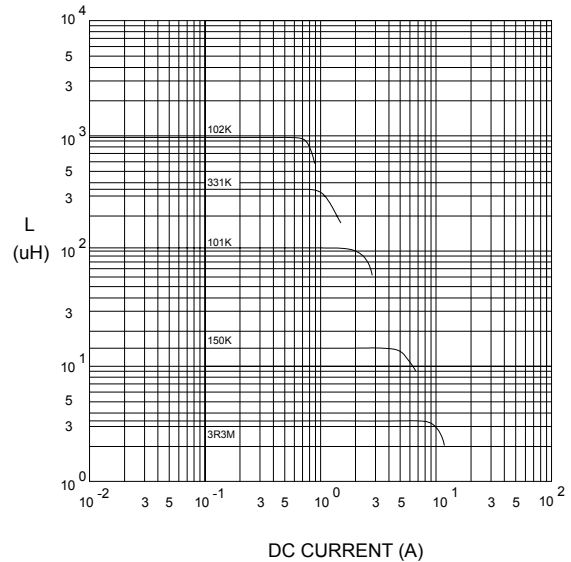 10 4
5
3
102K
10 3
5
331K
3
L
(uH)
101K
10 2
5
3
150K
10 1
5
3
3R3M
10 0
10 -2 3 5 10 -1 3 5 10 0 3 5 10 1 3 5 10 2
DC CURRENT (A)